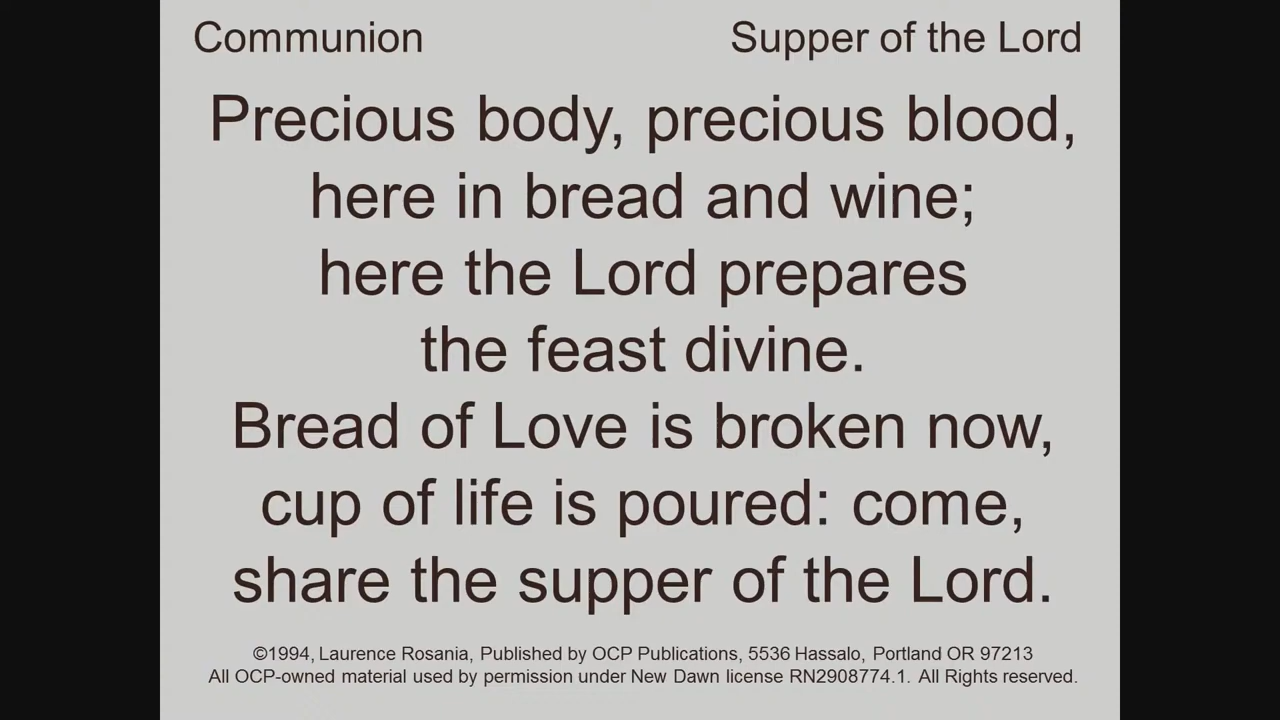 Communion Supper of the Lord
Precious body, precious blood,
here in bread and wine;
here the Lord prepares
the feast divine.
Bread of Love is broken now,
cup of life is poured: come,
share the supper of the Lord.
©1994, Laurence Rosania, Published by OCP Publications, 5536 Hassalo, Portland OR 97213
All OCP-owned material used by permission under New Dawn license RN2908774.1. All Rights reserved.